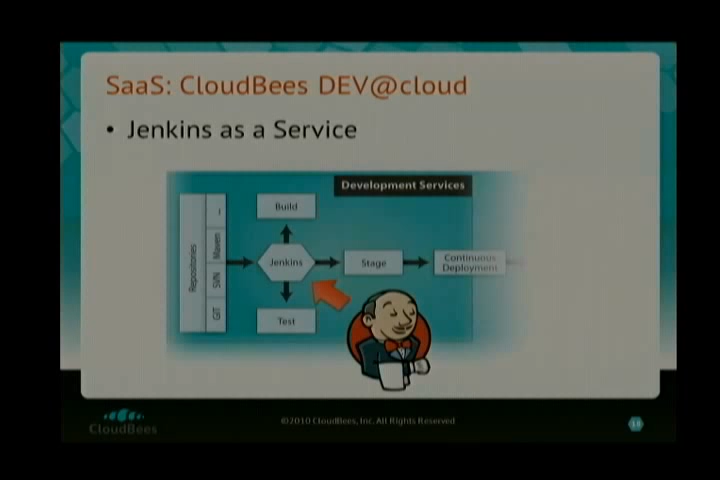 SaaS: CloudBees DEV@cloud
• Jenkins as a Service
Development Services
Repositories
Maven
SVN
GIT
Build
Jenkins
Stage
Continuous
Deployment
Test
CloudBees
©2010 CloudBees, Inc. All Rights Reserved